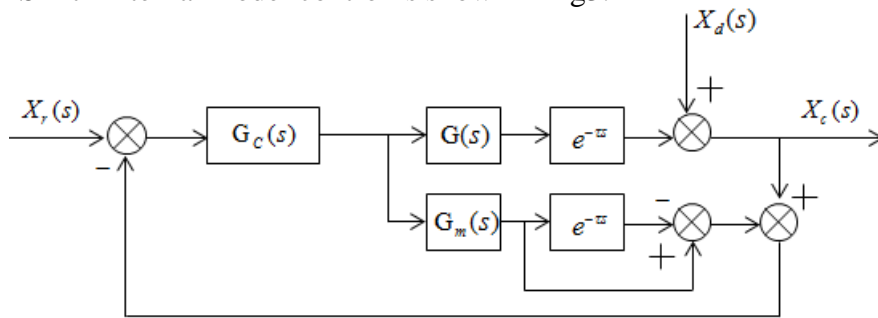 X_d(s)
+
X_r(s)
G_C(s)
G(s)
e^{-τs}
X_c(s)
-
-
+
G_m(s)
e^{-τs}
+